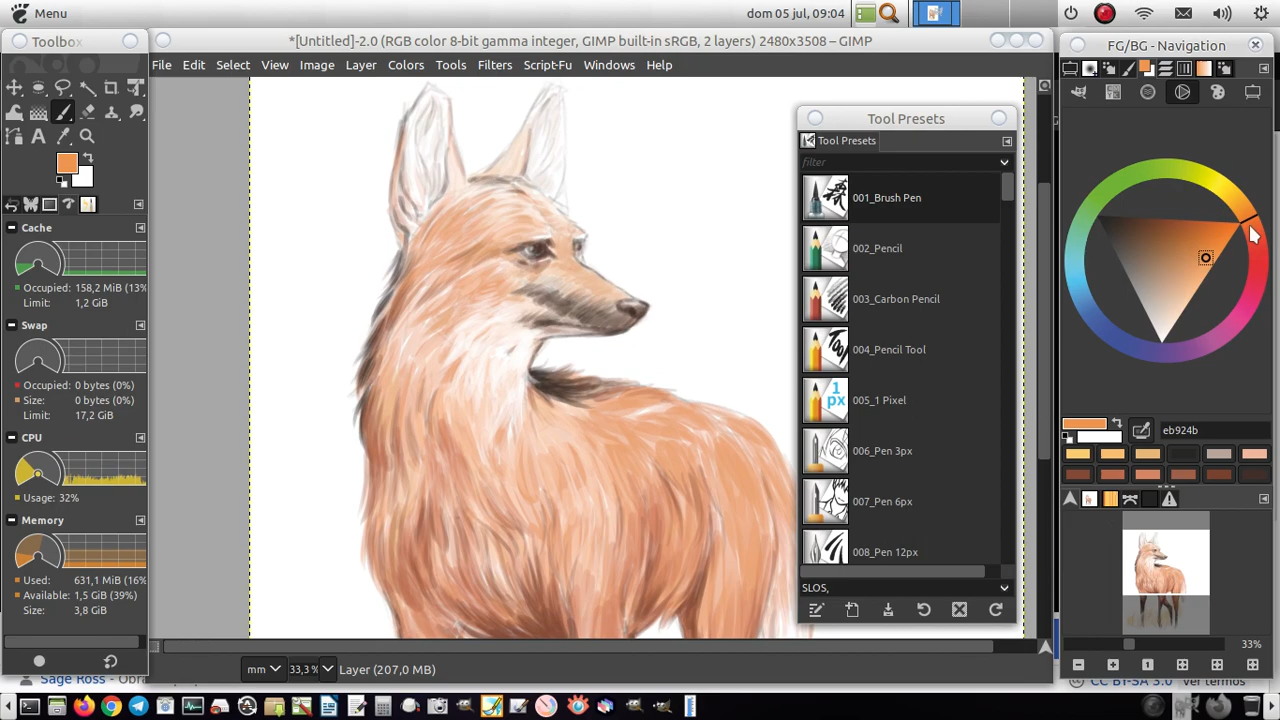 Menu
dom 05 jul, 09:04
Toolbox
*[Untitled]-2.0 (RGB color 8-bit gamma integer, GIMP built-in sRGB, 2 layers) 2480x3508 – GIMP
FG/BG - Navigation
File Edit Select View Image Layer Colors Tools Filters Script-Fu Windows Help
Tool Presets
Tool Presets
filter
001_Brush Pen
002_Pencil
003_Carbon Pencil
004_Pencil Tool
1 px
005_1 Pixel
006_Pen 3px
007_Pen 6px
008_Pen 12px
SLOS,
Cache
Occupied: 158,2 MiB (13%
Limit: 1,2 GiB
Swap
Occupied: 0 bytes (0%)
Size: 0 bytes (0%)
Limit: 17,2 GiB
CPU
Usage: 32%
Memory
Used: 631,1 MiB (16%
Available: 1,5 GiB (39%)
Size: 3,8 GiB
eb924b
33%
mm 33,3 % Layer (207,0 MB)
Sage Ross - Obr
CC BY-SA 3.0 Ver termos